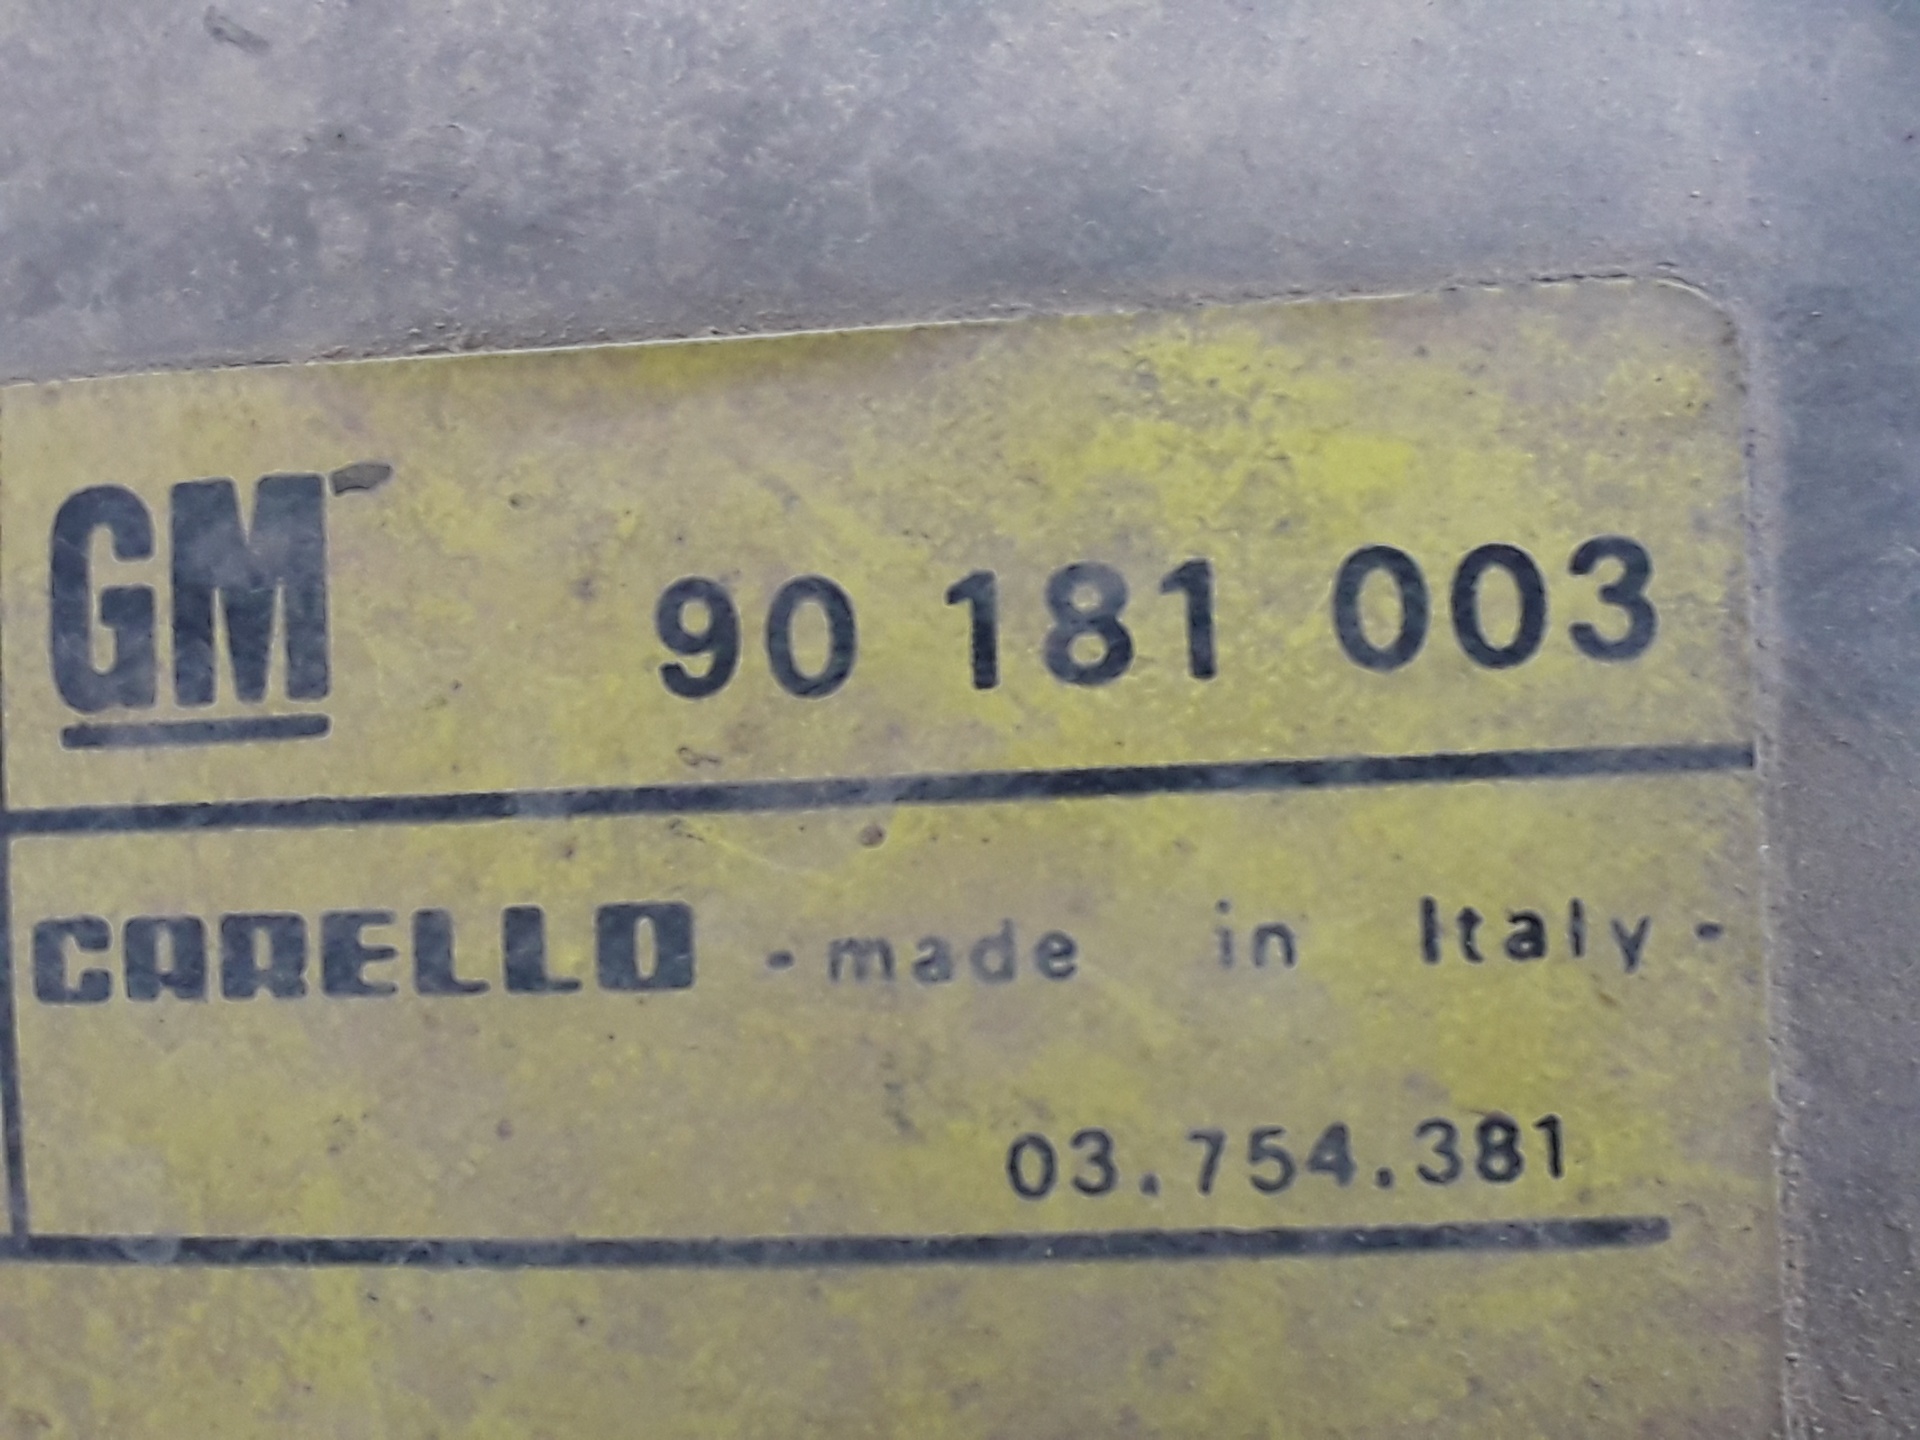 GM 90 181 003
CARELLO - made in Italy -
03.754.381